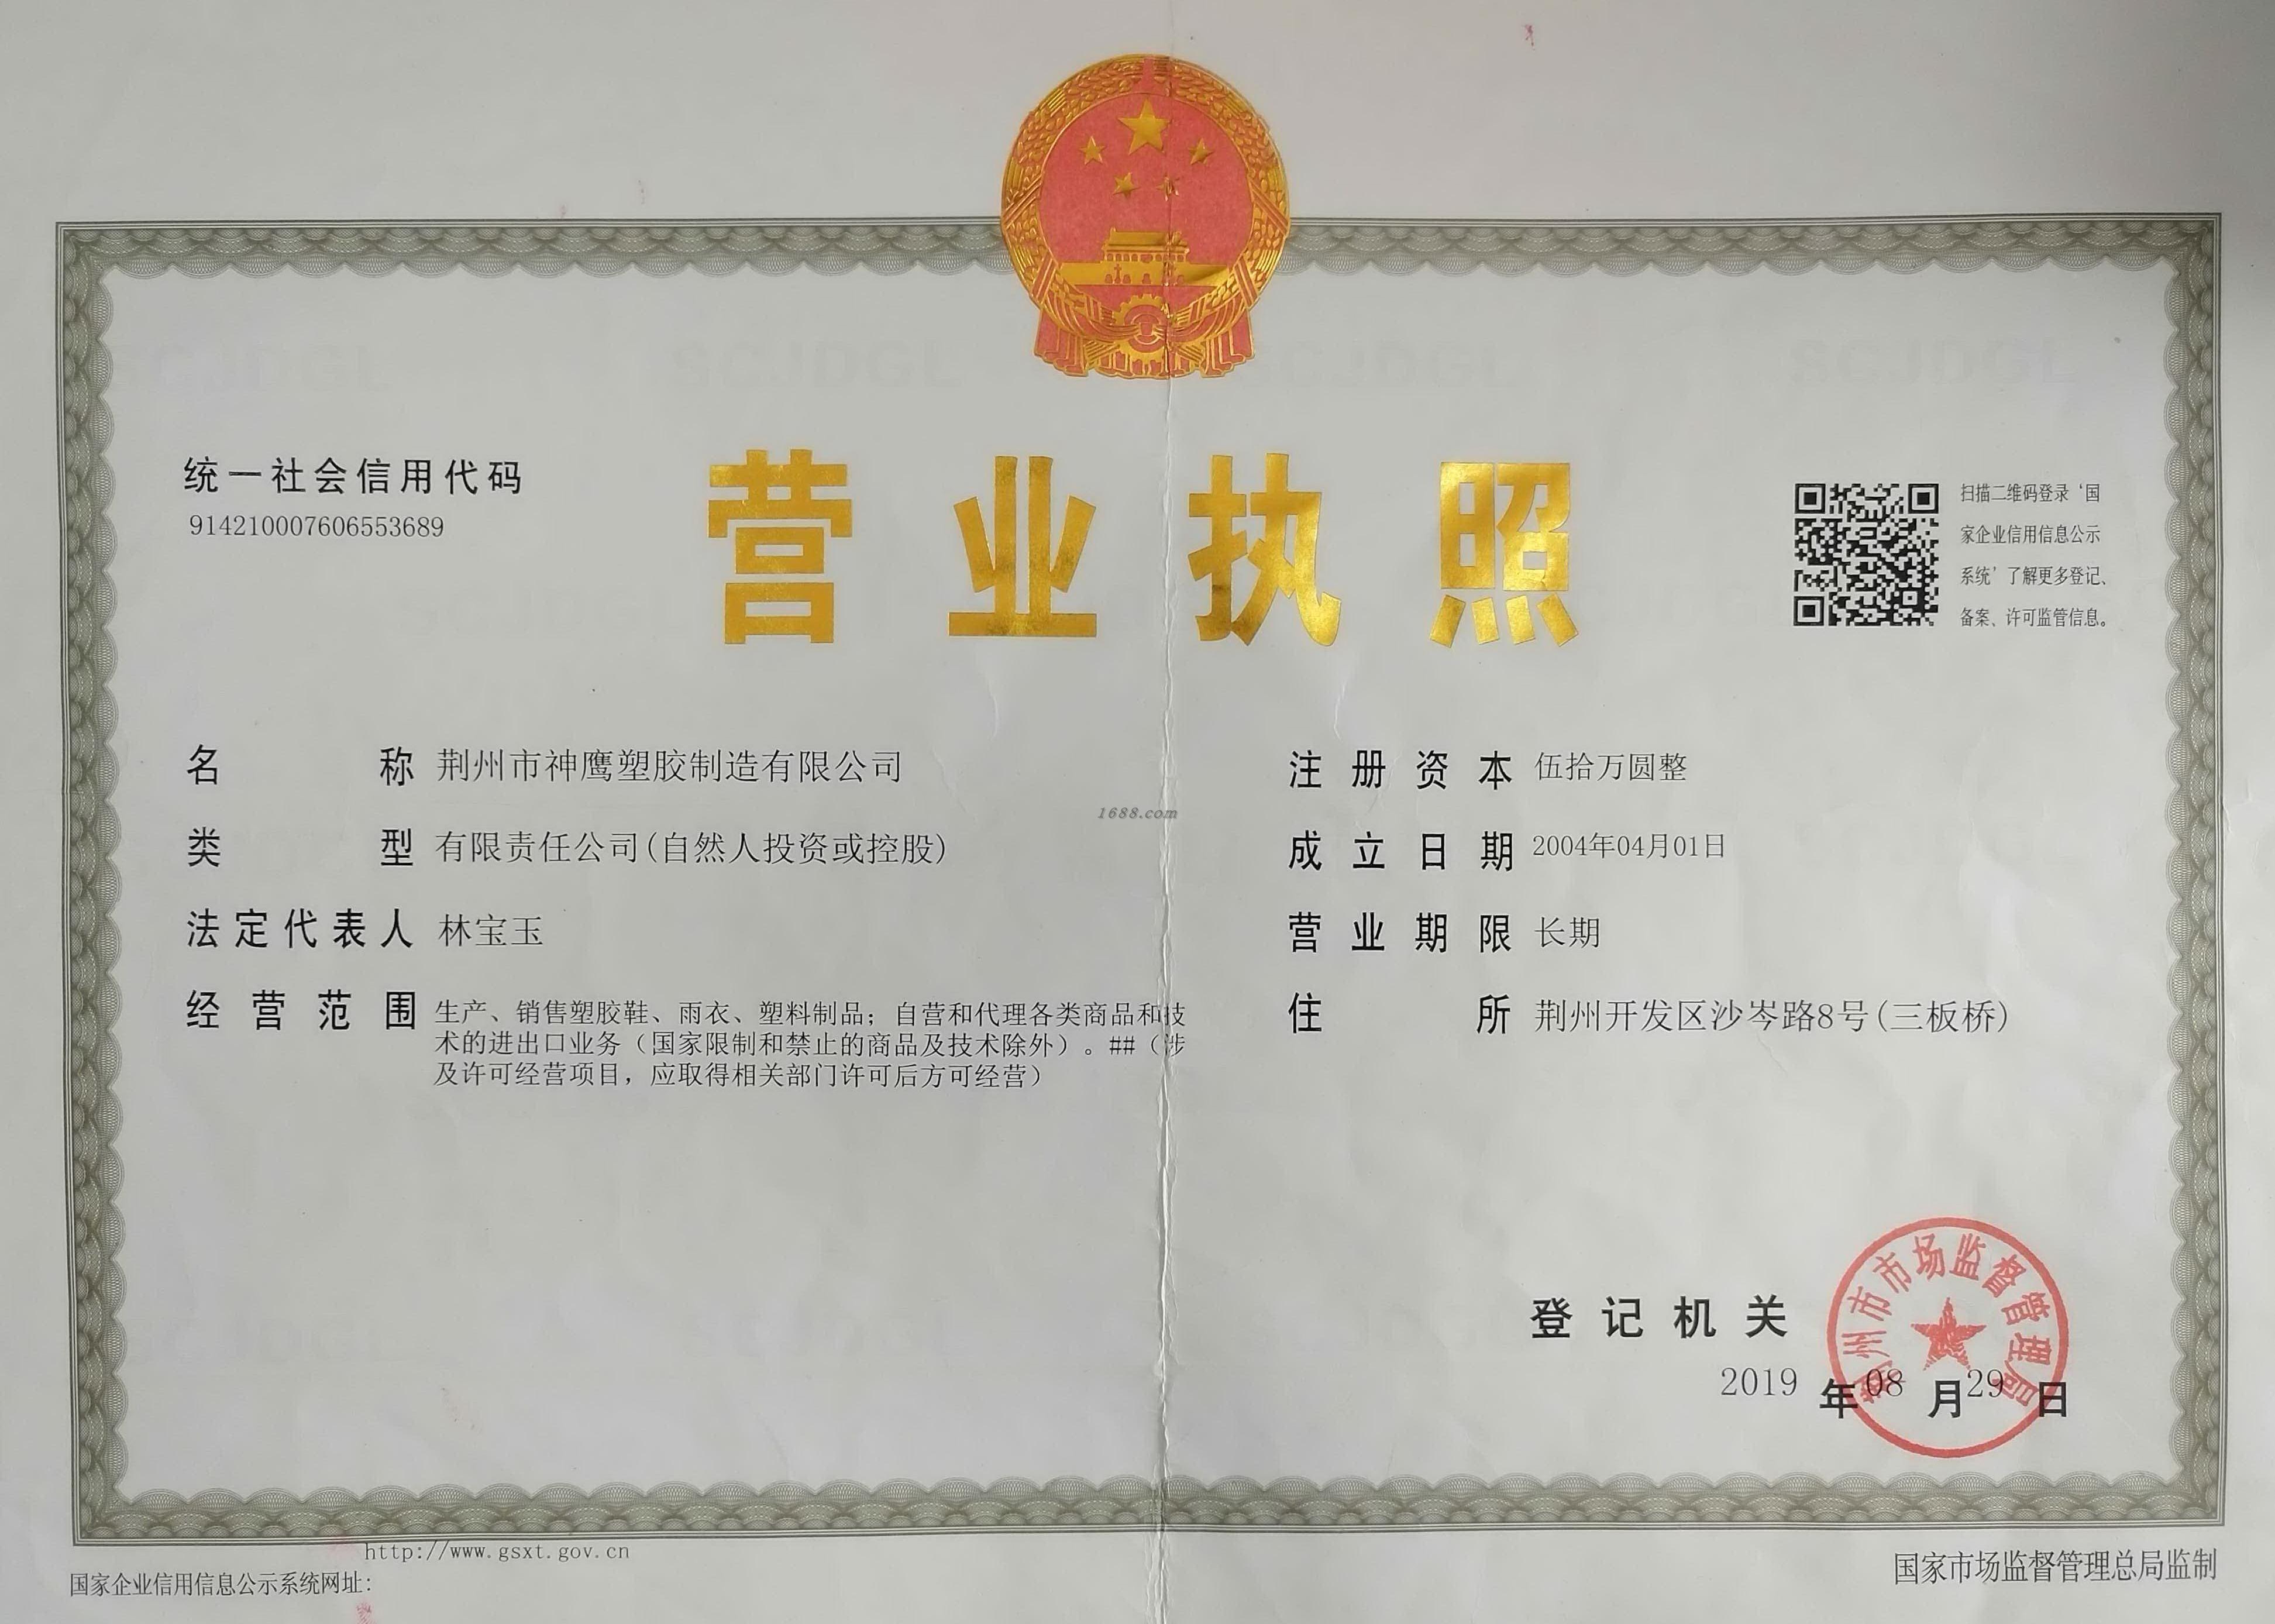 营业执照
统一社会信用代码
914210007606553689
扫描二维码登录‘国
家企业信用信息公示
系统’了解更多登记、
备案、许可监管信息。
名称 荆州市神鹰塑胶制造有限公司
类型 有限责任公司(自然人投资或控股)
法定代表人 林宝玉
经营范围 生产、销售塑胶鞋、雨衣、塑料制品；自营和代理各类商品和技
术的进出口业务（国家限制和禁止的商品及技术除外）。##（涉
及许可经营项目，应取得相关部门许可后方可经营）
注册资本 伍拾万圆整
成立日期 2004年04月01日
营业期限 长期
住所 荆州开发区沙岑路8号(三板桥)
1688.com
登记机关
荆州市市场监督管理局
2019年08月29日
http://www.gsxt.gov.cn
国家企业信用信息公示系统网址:
国家市场监督管理总局监制